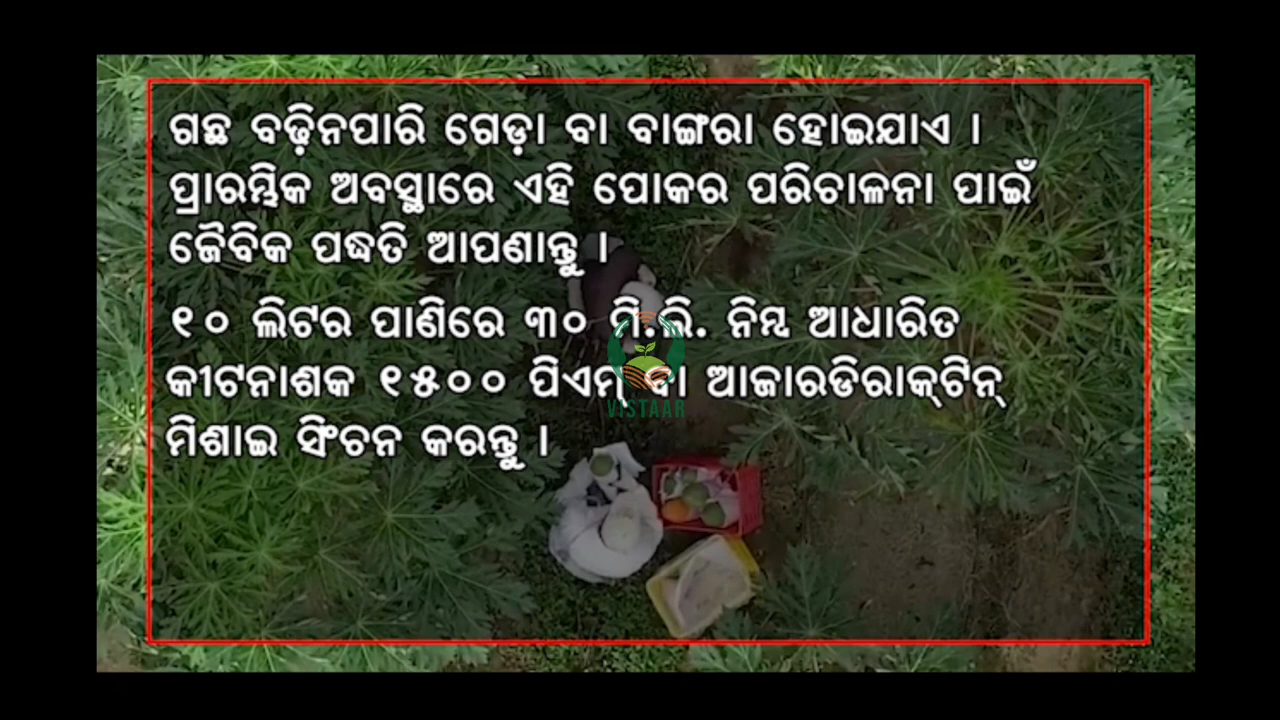 ଗଛ ବଢ଼ିନପାରି ଗେଡ଼ା ବା ବାଙ୍ଗରା ହୋଇଯାଏ ।
ପ୍ରାରମ୍ଭିକ ଅବସ୍ଥାରେ ଏହି ପୋକର ପରିଚାଳନା ପାଇଁ
ଜୈବିକ ପଦ୍ଧତି ଆପଣାନ୍ତୁ ।
୧୦ ଲିଟର ପାଣିରେ ୩୦ ମି.ଲି. ନିମ୍ବ ଆଧାରିତ
କୀଟନାଶକ ୧୫୦୦ ପିଏମ୍ ବା ଆଜାରଡିରାକ୍‌ଟିନ୍
VISTAAR
ମିଶାଇ ସିଂଚନ କରନ୍ତୁ ।